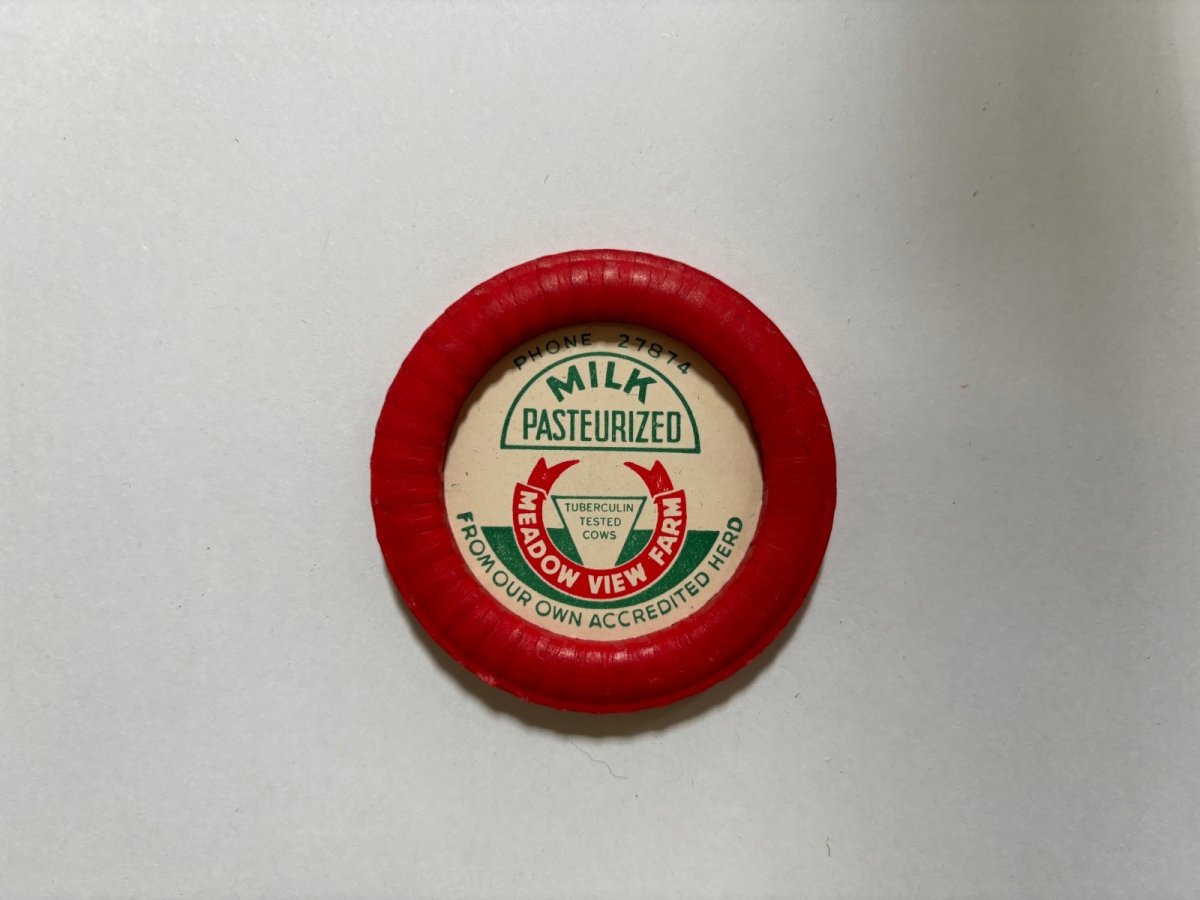 PHONE 27874
MILK
PASTEURIZED
TUBERCULIN
TESTED
COWS
MEADOW VIEW FARM
FROM OUR OWN ACCREDITED HERD